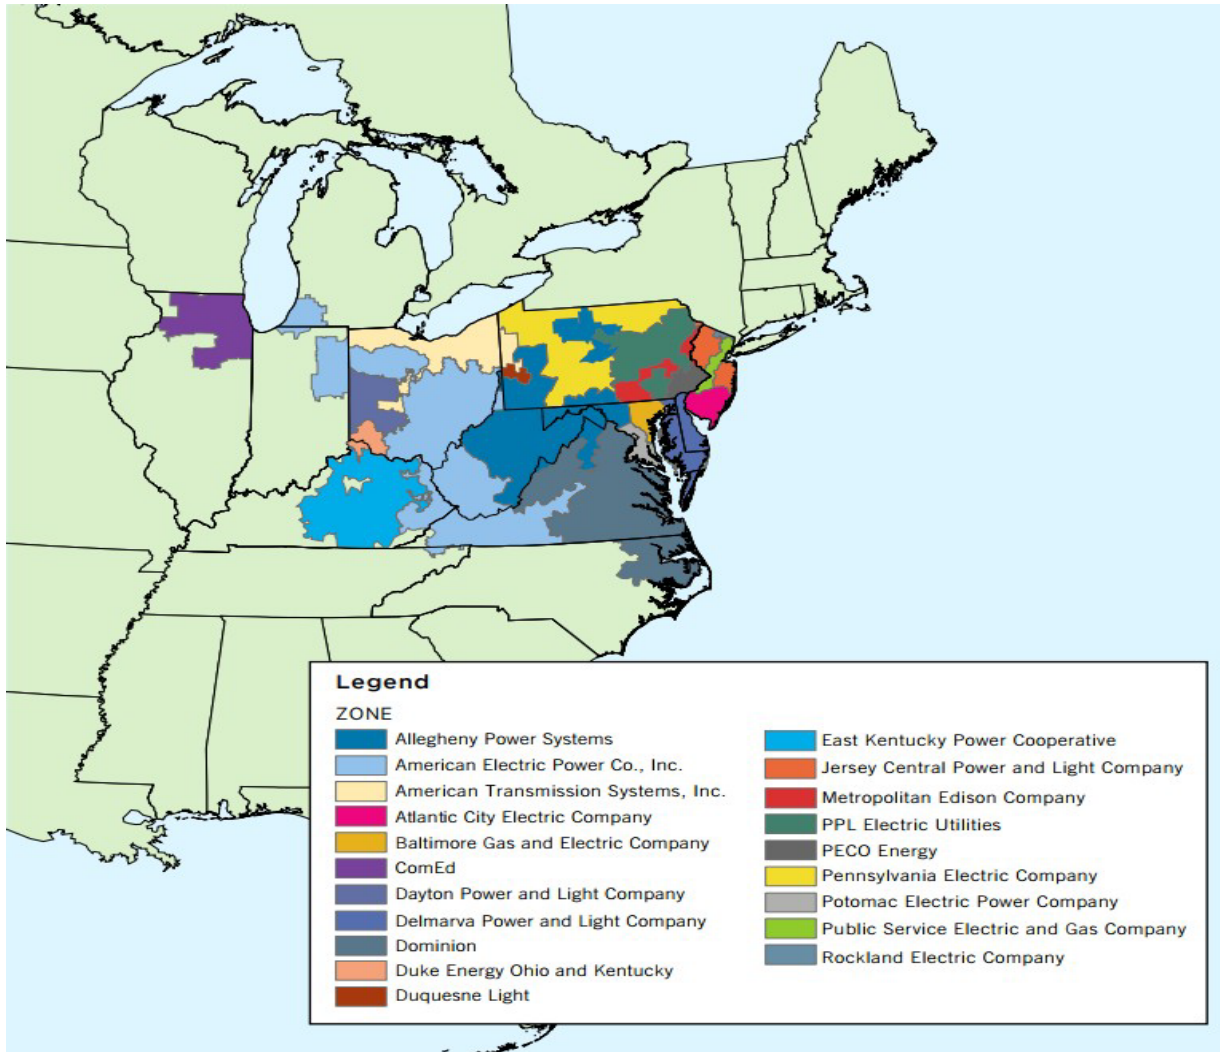 Legend
ZONE
Allegheny Power Systems
American Electric Power Co., Inc.
American Transmission Systems, Inc.
Atlantic City Electric Company
Baltimore Gas and Electric Company
ComEd
Dayton Power and Light Company
Delmarva Power and Light Company
Dominion
Duke Energy Ohio and Kentucky
Duquesne Light
East Kentucky Power Cooperative
Jersey Central Power and Light Company
Metropolitan Edison Company
PPL Electric Utilities
PECO Energy
Pennsylvania Electric Company
Potomac Electric Power Company
Public Service Electric and Gas Company
Rockland Electric Company